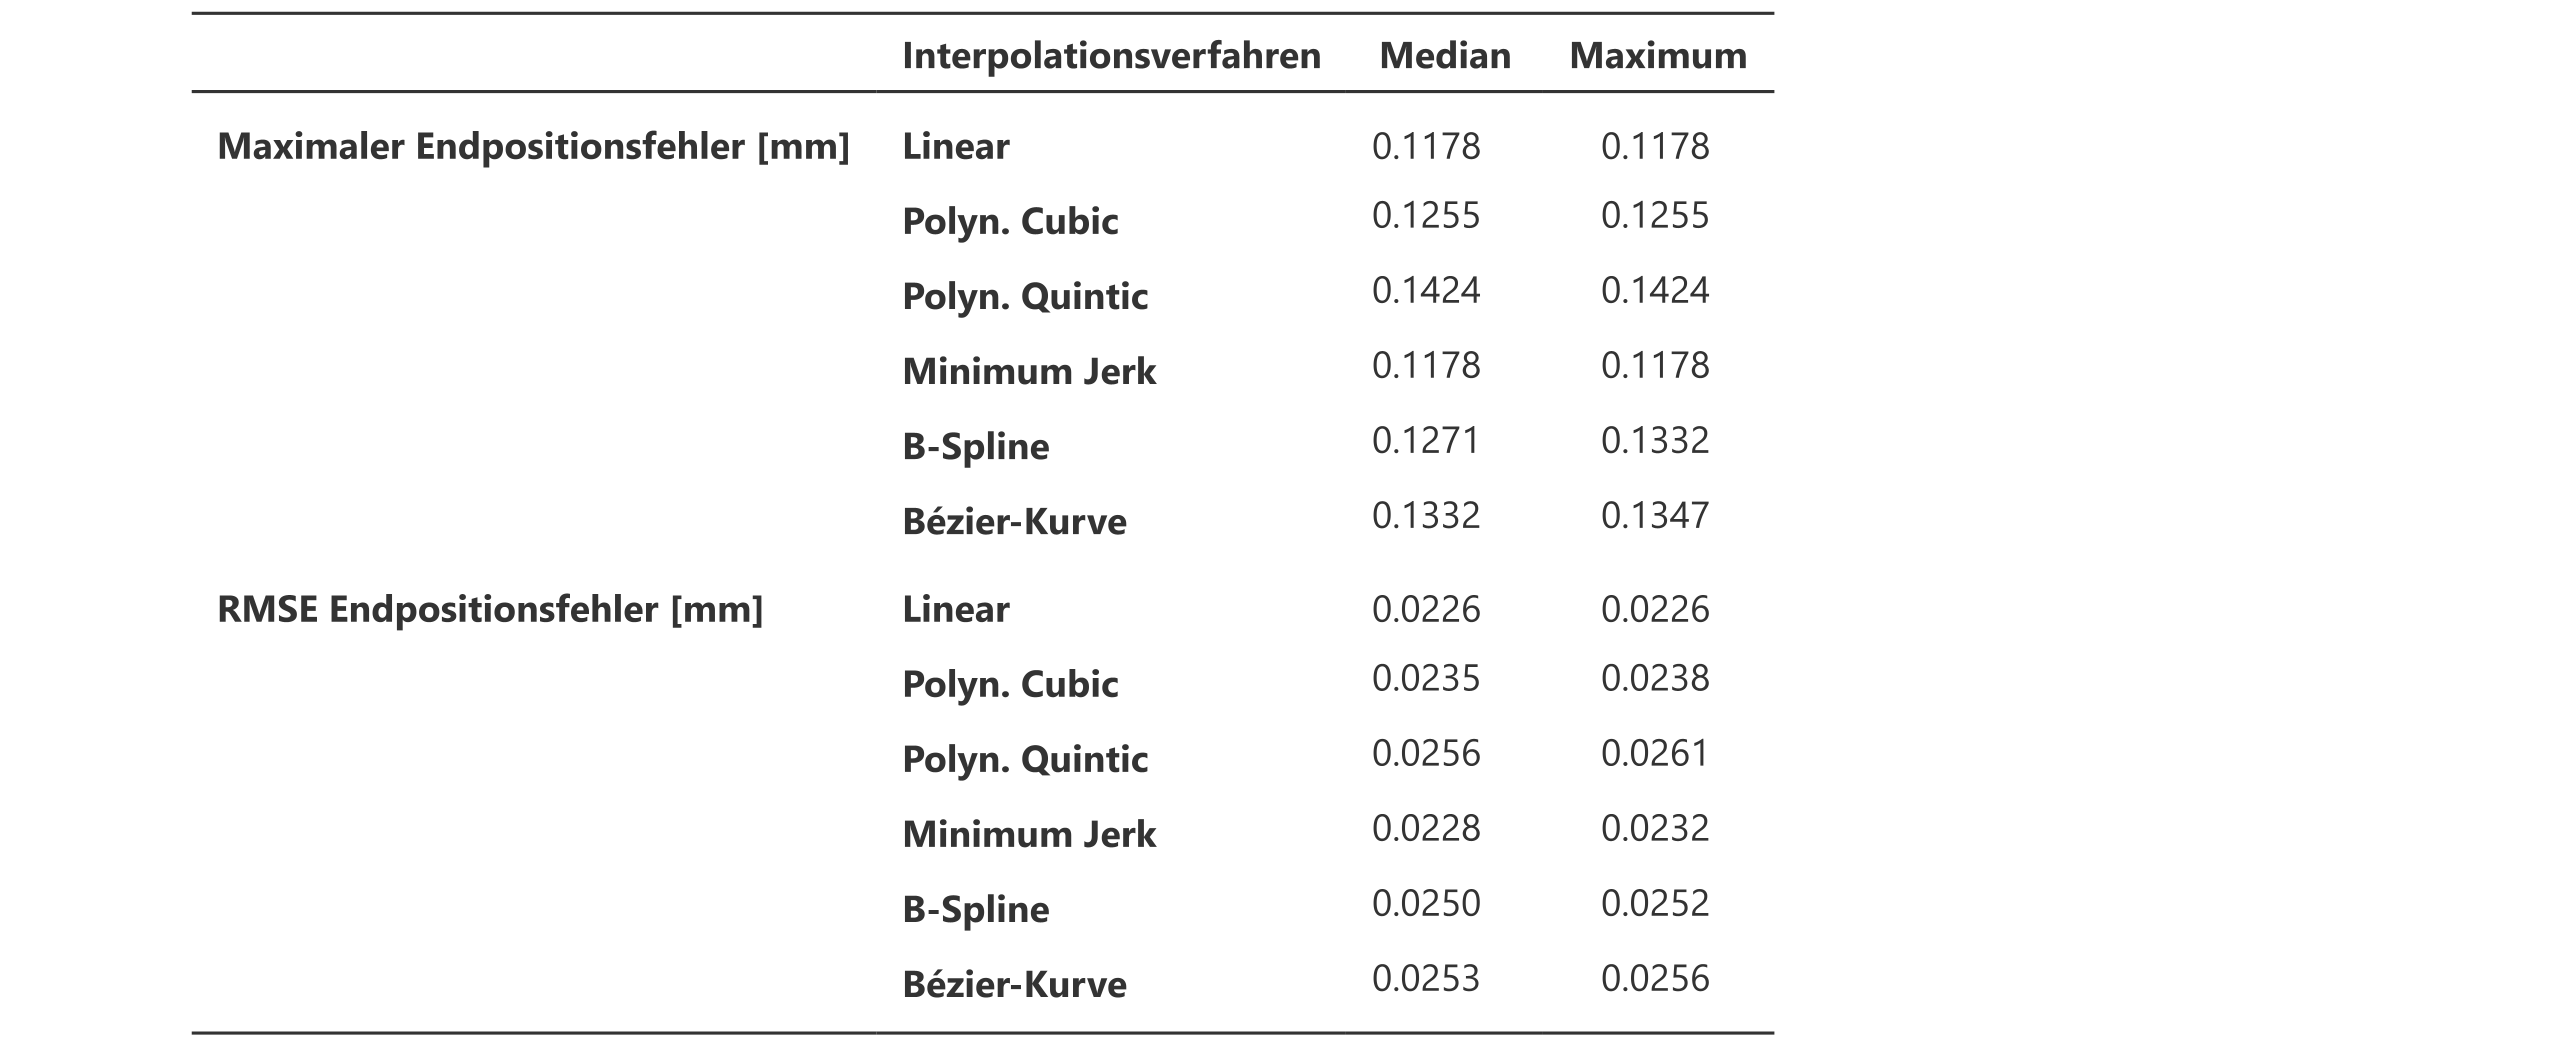 Interpolationsverfahren Median Maximum
Maximaler Endpositionsfehler [mm] Linear 0.1178 0.1178
Polyn. Cubic 0.1255 0.1255
Polyn. Quintic 0.1424 0.1424
Minimum Jerk 0.1178 0.1178
B-Spline 0.1271 0.1332
Bézier-Kurve 0.1332 0.1347
RMSE Endpositionsfehler [mm] Linear 0.0226 0.0226
Polyn. Cubic 0.0235 0.0238
Polyn. Quintic 0.0256 0.0261
Minimum Jerk 0.0228 0.0232
B-Spline 0.0250 0.0252
Bézier-Kurve 0.0253 0.0256